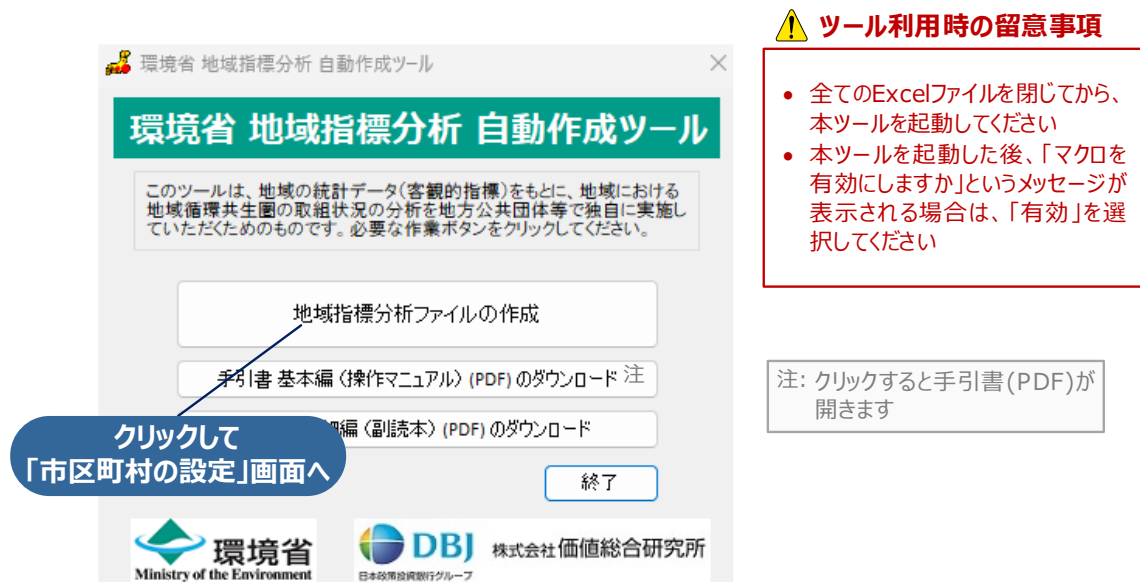 ツール利用時の留意事項
環境省 地域指標分析 自動作成ツール
環境省 地域指標分析 自動作成ツール
このツールは、地域の統計データ(客観的指標)をもとに、地域における
地域循環共生圏の取組状況の分析を地方公共団体等で独自に実施し
ていただくためのものです。必要な作業ボタンをクリックしてください。
• 全てのExcelファイルを閉じてから、
本ツールを起動してください
• 本ツールを起動した後、「マクロを
有効にしますか」というメッセージが
表示される場合は、「有効」を選
択してください
地域指標分析ファイルの作成
手引書 基本編 (操作マニュアル) (PDF) のダウンロード 注
編 (副読本) (PDF) のダウンロード
注: クリックすると手引書(PDF)が
開きます
クリックして
「市区町村の設定」画面へ
終了
環境省
Ministry of the Environment
DBJ
日本政策投資銀行グループ
株式会社価値総合研究所